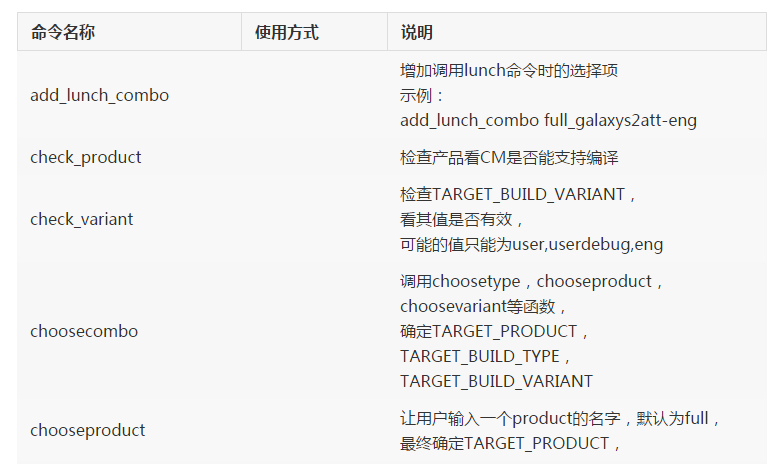 命令名称 使用方式 说明
增加调用lunch命令时的选择项
add_lunch_combo 示例：
add_lunch_combo full_galaxys2att-eng
check_product 检查产品看CM是否能支持编译
检查TARGET_BUILD_VARIANT，
check_variant 看其值是否有效，
可能的值只能为user,userdebug,eng
调用choosetype，chooseproduct，
choosevariant等函数，
choosecombo 确定TARGET_PRODUCT，
TARGET_BUILD_TYPE，
TARGET_BUILD_VARIANT
让用户输入一个product的名字，默认为full，
chooseproduct 最终确定TARGET_PRODUCT，